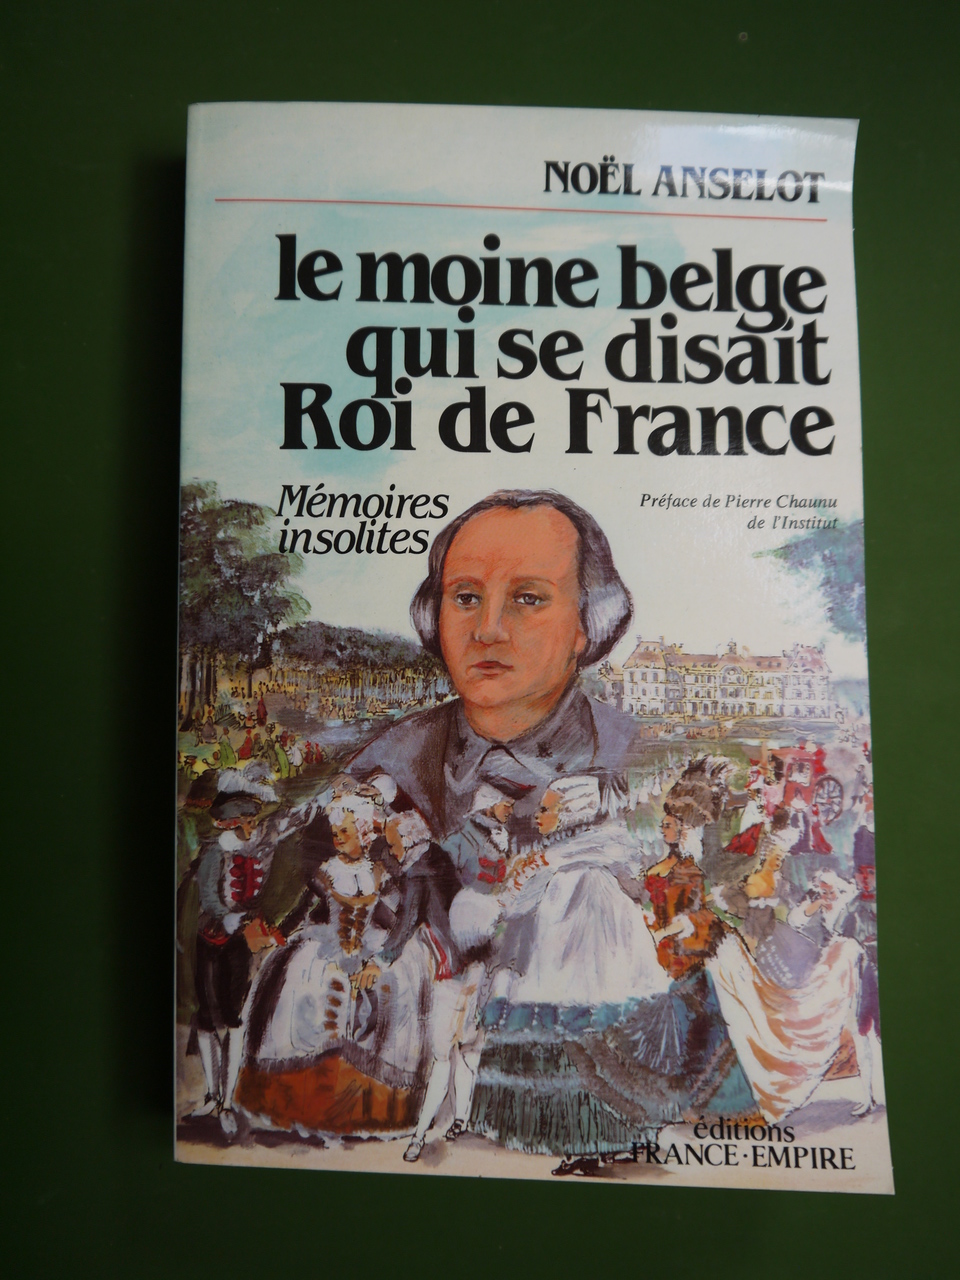 NOËL ANSELOT
le moine belge
qui se disait
Roi de France
Mémoires
insolites
Préface de Pierre Chaunu
de l'Institut
éditions
FRANCE·EMPIRE